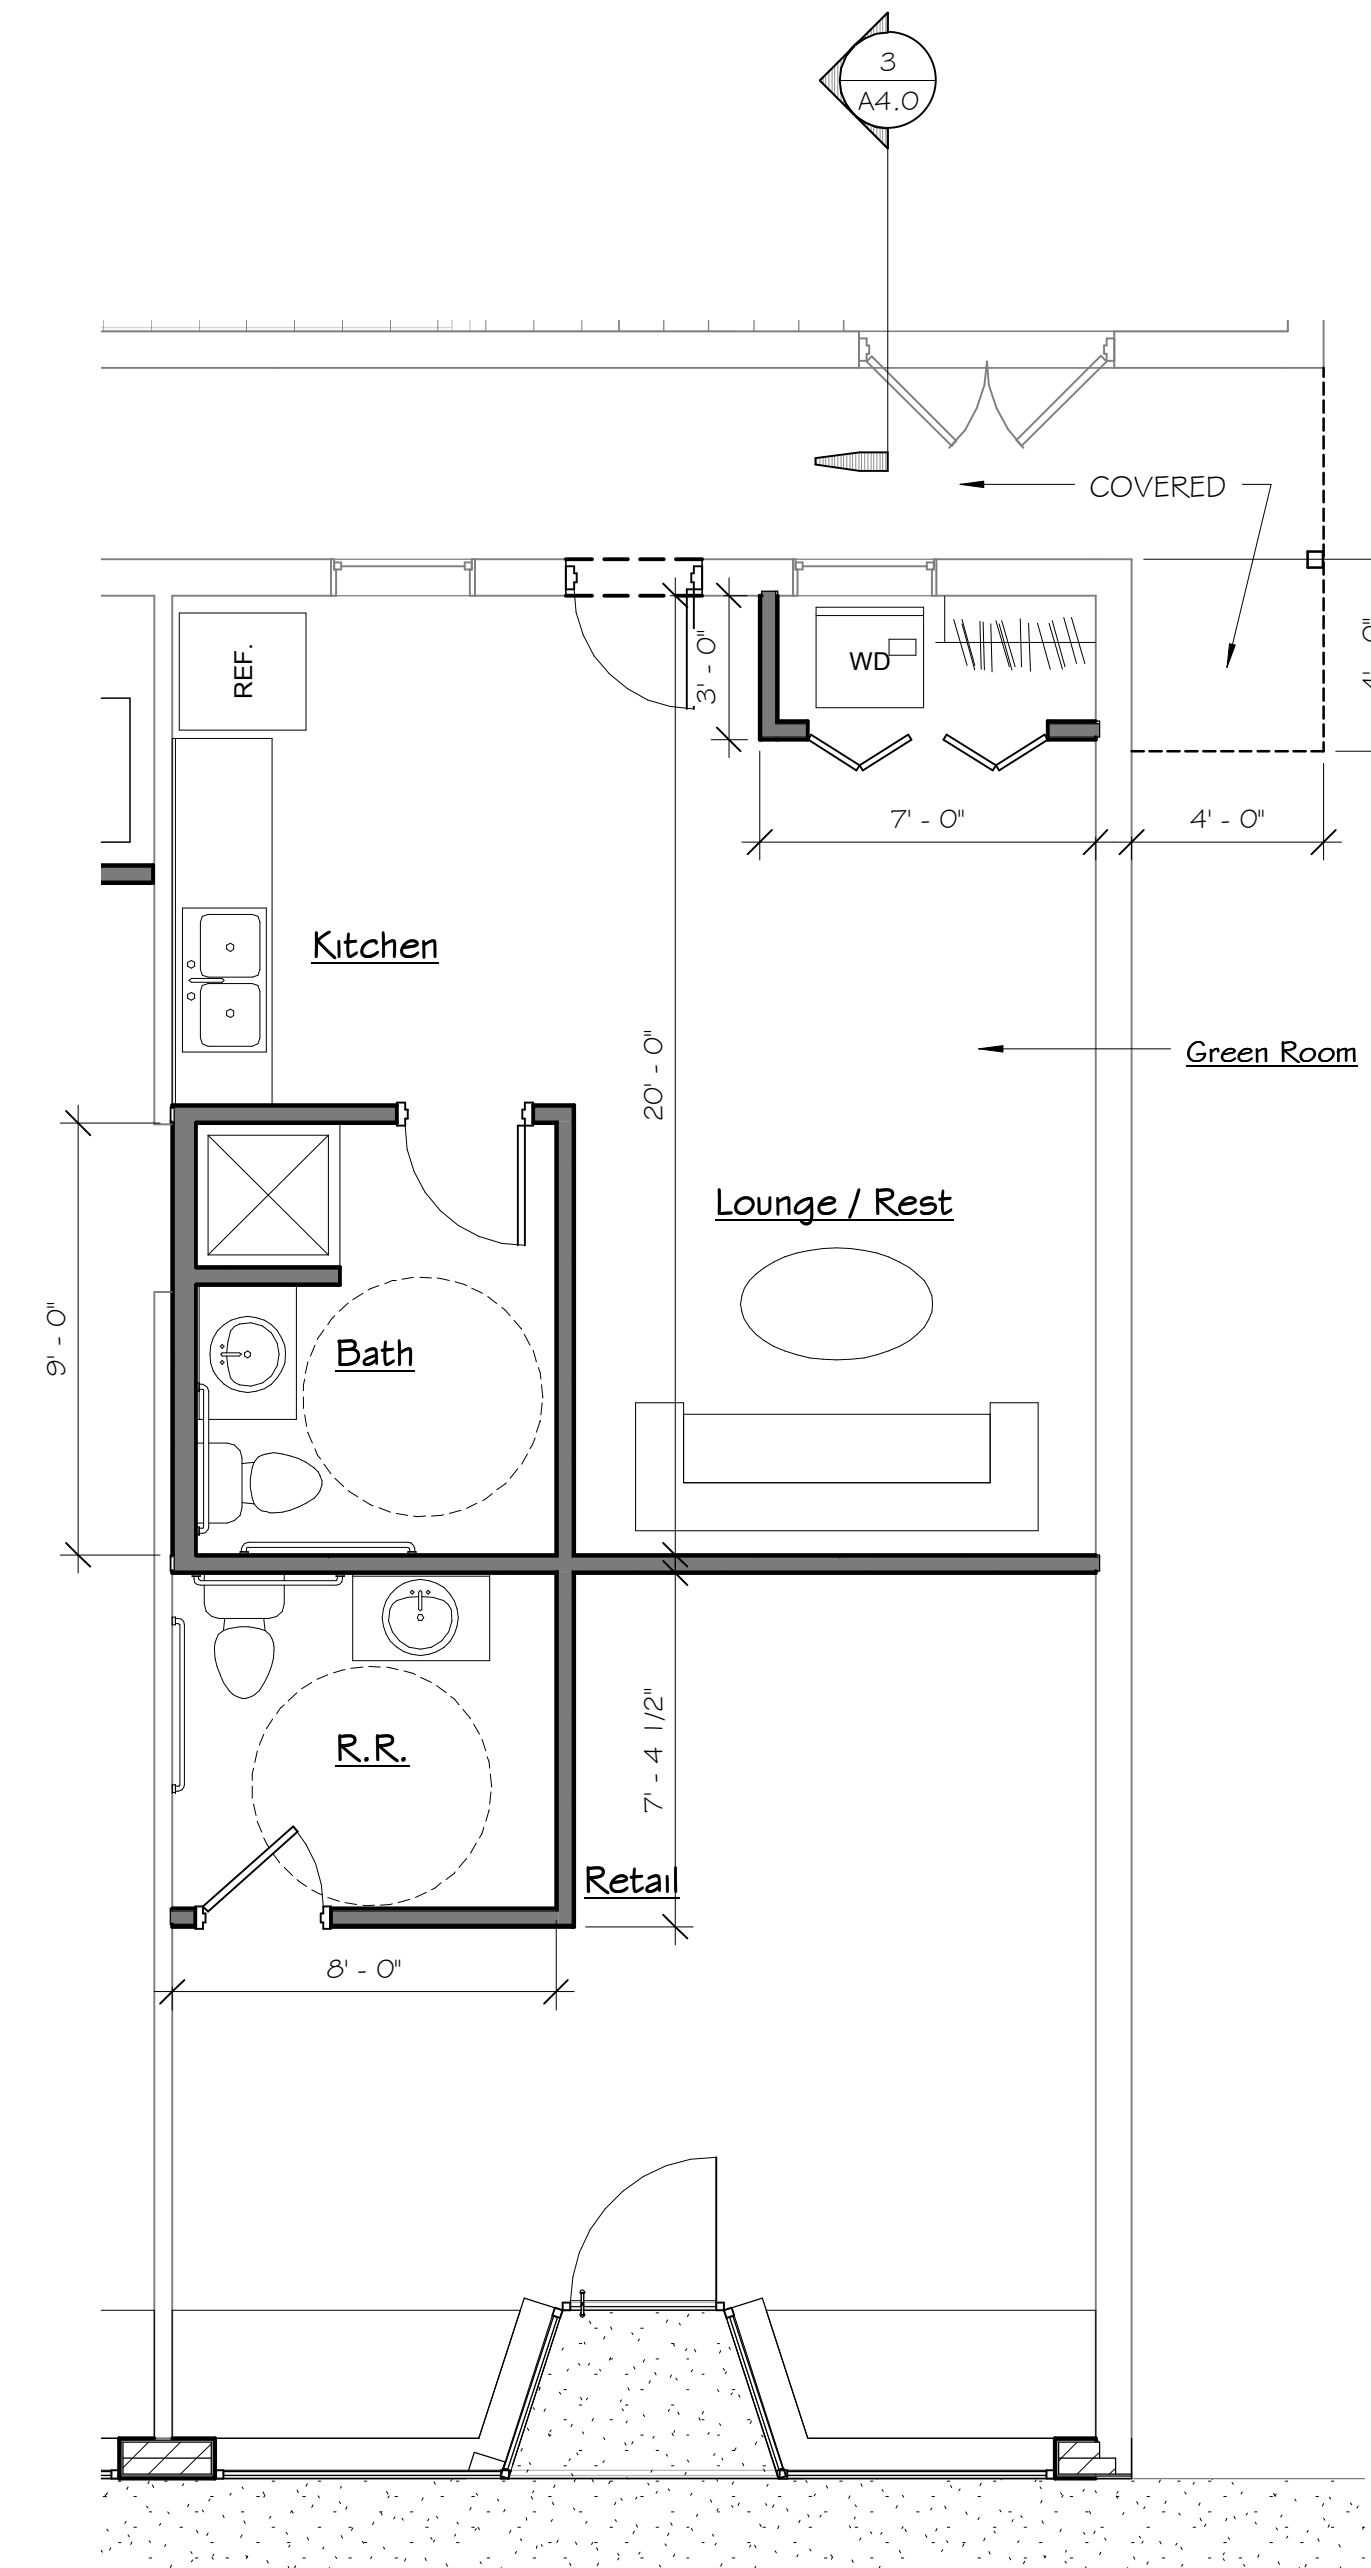 3
A4.0
COVERED
REF.
3' - 0"
WD
7' - 0"
4' - 0"
Kitchen
20' - 0"
Green Room
Lounge / Rest
9' - 0"
Bath
R.R.
7' - 4 1/2"
Retail
8' - 0"